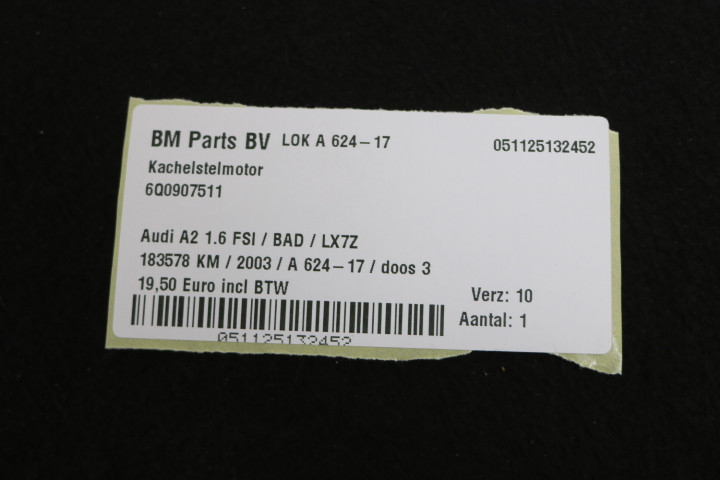 BM Parts BV LOK A 624-17 051125132452
Kachelstelmotor
6Q0907511
Audi A2 1.6 FSI / BAD / LX7Z
183578 KM / 2003 / A 624-17 / doos 3
19,50 Euro incl BTW
Verz: 10
Aantal: 1
051125132452